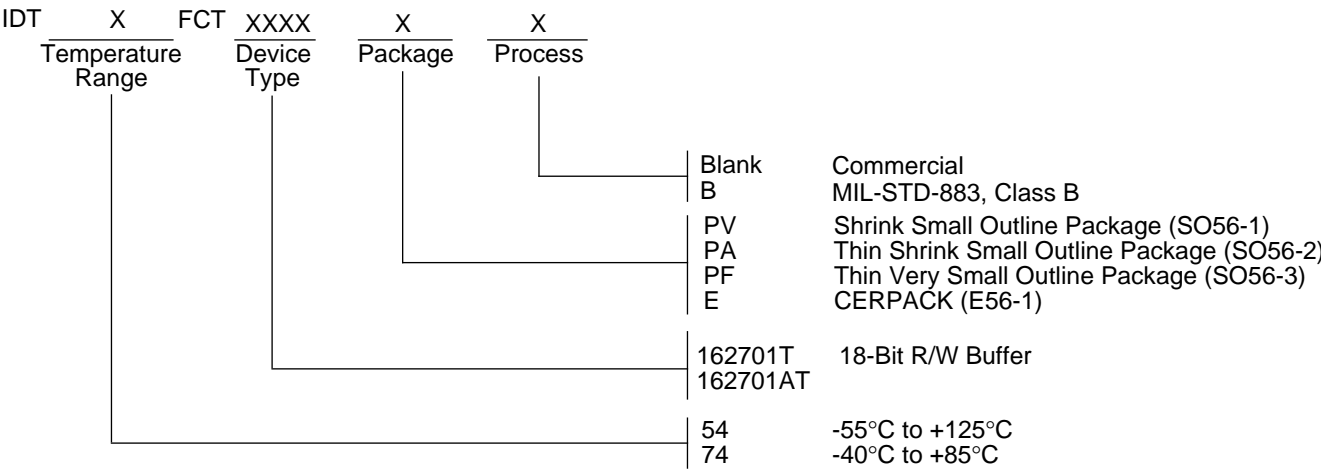 IDT X FCT XXXX X X
Temperature Range
Device Type
Package
Process
Blank Commercial
B MIL-STD-883, Class B
PV Shrink Small Outline Package (SO56-1)
PA Thin Shrink Small Outline Package (SO56-2)
PF Thin Very Small Outline Package (SO56-3)
E CERPACK (E56-1)
162701T 18-Bit R/W Buffer
162701AT
54 -55°C to +125°C
74 -40°C to +85°C